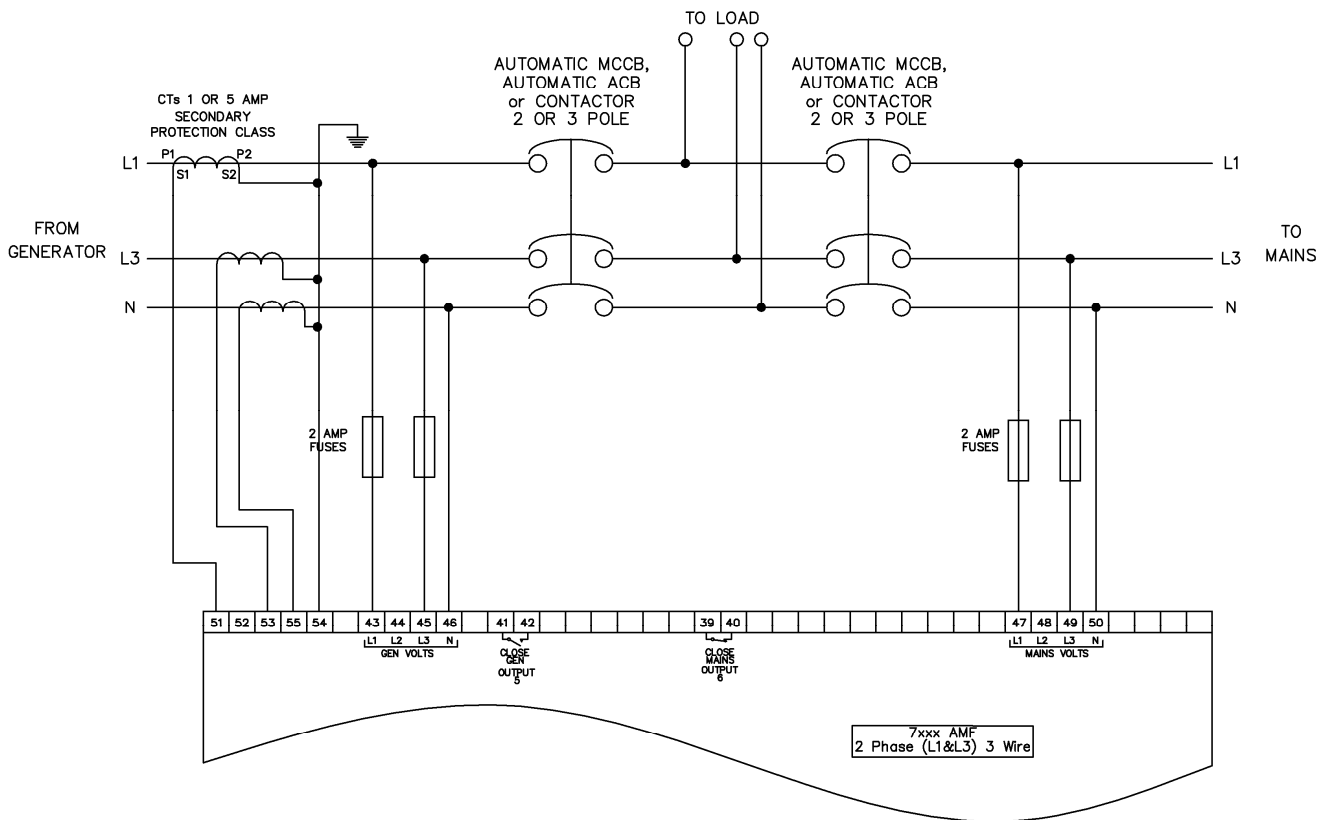 TO LOAD
AUTOMATIC MCCB,
AUTOMATIC ACB
or CONTACTOR
2 OR 3 POLE
AUTOMATIC MCCB,
AUTOMATIC ACB
or CONTACTOR
2 OR 3 POLE
CTs 1 OR 5 AMP
SECONDARY
PROTECTION CLASS
L1
P1
P2
S1
S2
L1
FROM
GENERATOR
L3
L3
TO
MAINS
N
N
2 AMP
FUSES
2 AMP
FUSES
51 52 53 55 54 43 44 45 46 41 42 39 40 47 48 49 50
L1 L2 L3 N
GEN VOLTS
CLOSE
GEN
OUTPUT
5
CLOSE
MAINS
OUTPUT
6
L1 L2 L3 N
MAINS VOLTS
7xxx AMF
2 Phase (L1&L3) 3 Wire